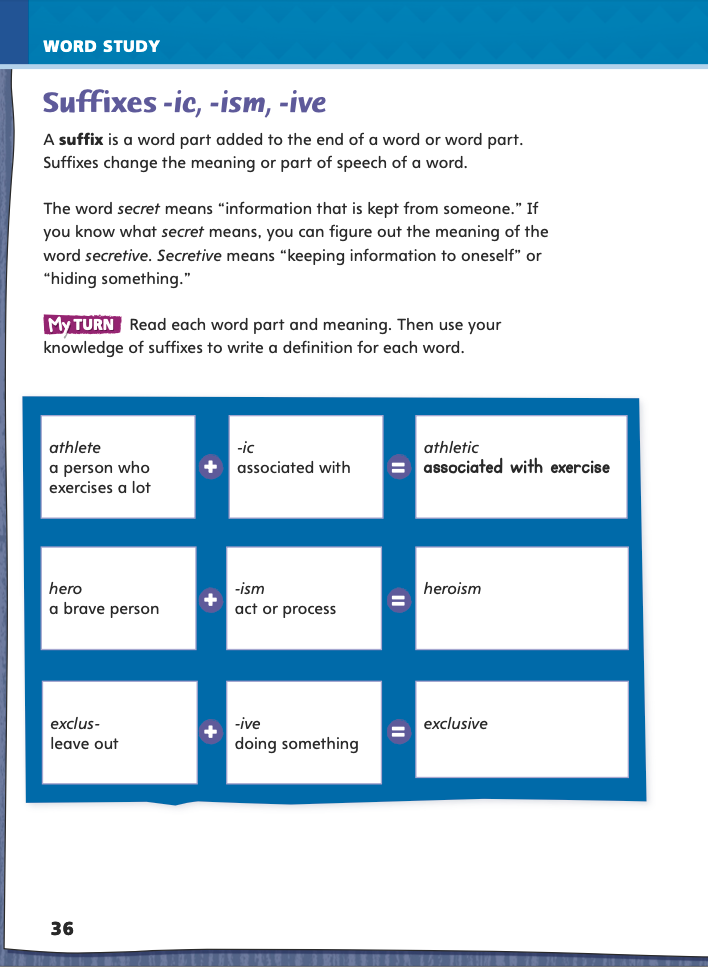 WORD STUDY
Suffixes -ic, -ism, -ive
A suffix is a word part added to the end of a word or word part.
Suffixes change the meaning or part of speech of a word.
The word secret means “information that is kept from someone.” If
you know what secret means, you can figure out the meaning of the
word secretive. Secretive means “keeping information to oneself” or
“hiding something.”
My TURN Read each word part and meaning. Then use your
knowledge of suffixes to write a definition for each word.
athlete
a person who
exercises a lot
+
-ic
associated with
=
athletic
associated with exercise
hero
a brave person
+
-ism
act or process
=
heroism
exclus-
leave out
+
-ive
doing something
=
exclusive
36